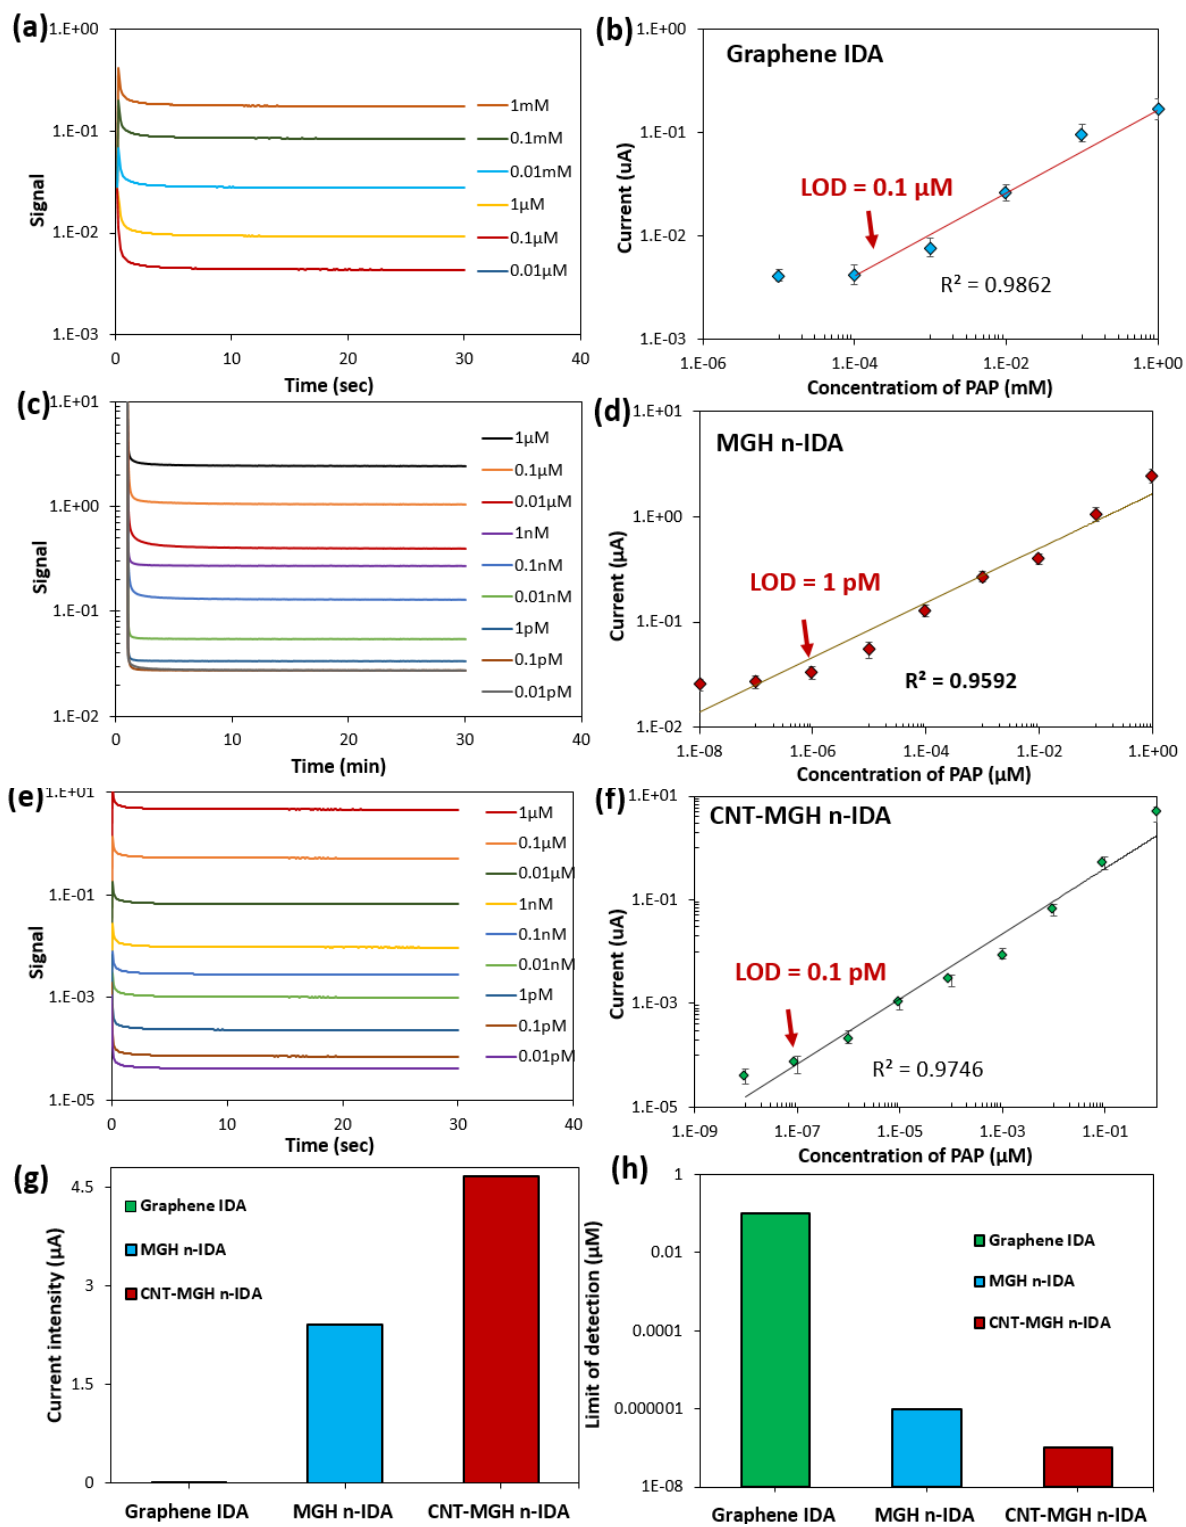 (a)
1.E+00
1.E-01
1.E-02
1.E-03
Signal
0
10
20
30
40
Time (sec)
1mM
0.1mM
0.01mM
1µM
0.1µM
0.01µM
(b)
1.E+00
1.E-01
1.E-02
1.E-03
Current (uA)
Graphene IDA
LOD = 0.1 µM
R² = 0.9862
1.E-06
1.E-04
1.E-02
1.E+00
Concentratiom of PAP (mM)
(c)
1.E+01
1.E+00
1.E-01
1.E-02
Signal
0
10
20
30
40
Time (min)
1µM
0.1µM
0.01µM
1nM
0.1nM
0.01nM
1pM
0.1pM
0.01pM
(d)
1.E+01
1.E+00
1.E-01
1.E-02
Current (µA)
MGH n-IDA
LOD = 1 pM
R² = 0.9592
1.E-08
1.E-06
1.E-04
1.E-02
1.E+00
Concentration of PAP (µM)
(e)
1.E+01
1.E-01
1.E-03
1.E-05
Signal
0
10
20
30
40
Time (sec)
1µM
0.1µM
0.01µM
1nM
0.1nM
0.01nM
1pM
0.1pM
0.01pM
(f)
1.E+01
1.E-01
1.E-03
1.E-05
Current (uA)
CNT-MGH n-IDA
LOD = 0.1 pM
R² = 0.9746
1.E-09
1.E-07
1.E-05
1.E-03
1.E-01
Concentration of PAP (µM)
(g)
4.5
3
1.5
0
Current intensity (µA)
Graphene IDA
MGH n-IDA
CNT-MGH n-IDA
Graphene IDA
MGH n-IDA
CNT-MGH n-IDA
(h)
1
0.01
0.0001
0.000001
1E-08
Limit of detection (µM)
Graphene IDA
MGH n-IDA
CNT-MGH n-IDA
Graphene IDA
MGH n-IDA
CNT-MGH n-IDA